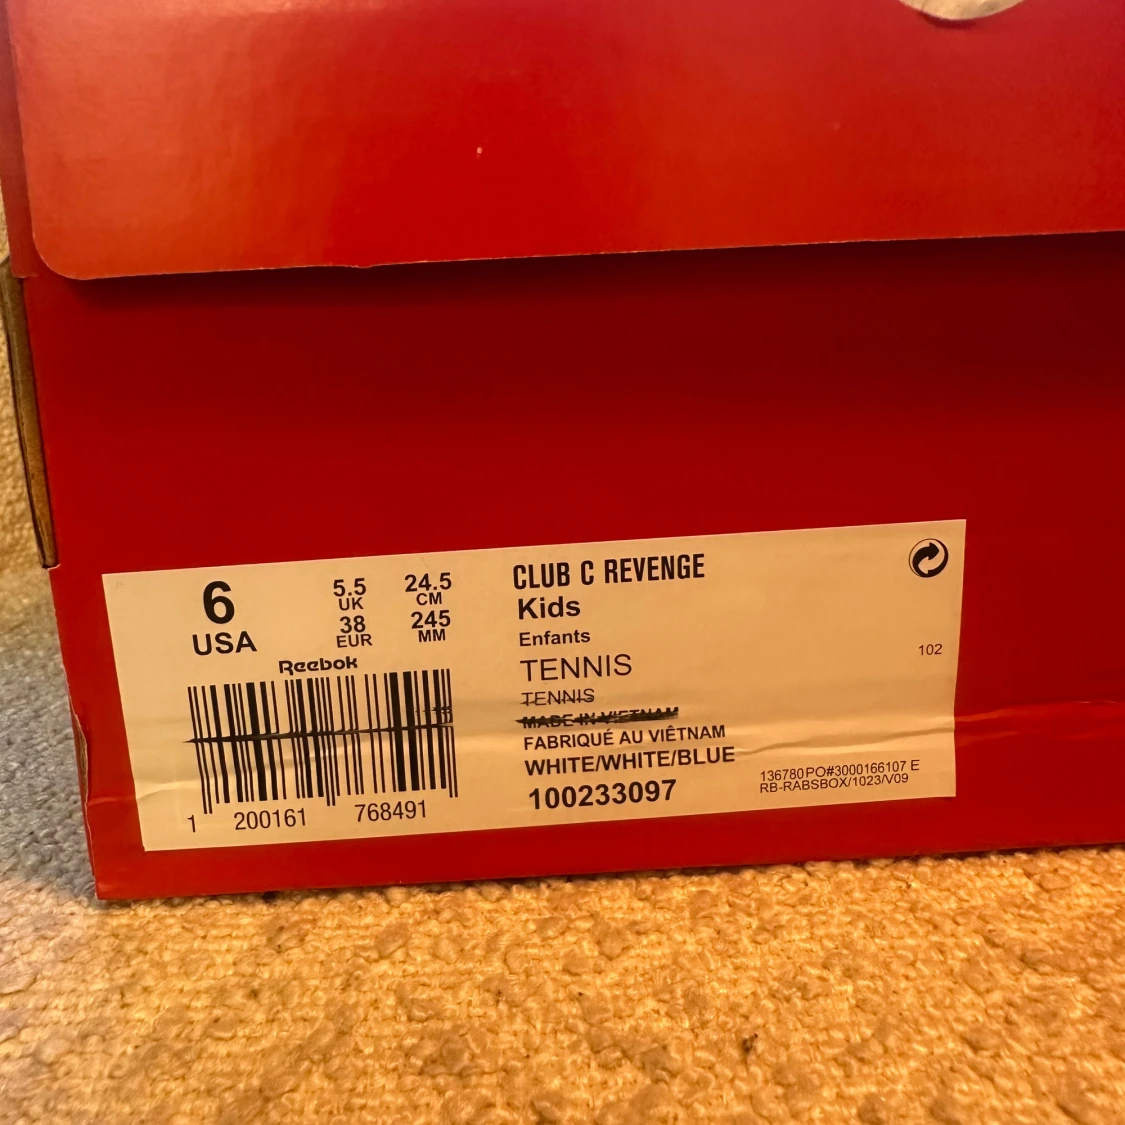 6
USA
5.5
UK
38
EUR
24.5
CM
245
MM
Reebok
1 200161 768491
CLUB C REVENGE
Kids
Enfants
TENNIS
TENNIS
MADE IN VIETNAM
FABRIQUÉ AU VIÊTNAM
WHITE/WHITE/BLUE
100233097
102
136780PO#3000166107 E
RB-RABSBOX/1023/V09